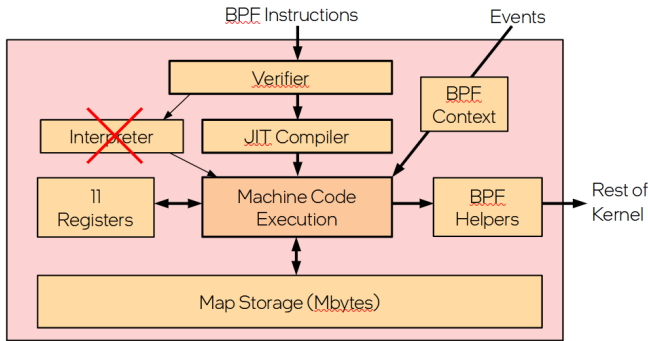 BPF Instructions
Events
Verifier
BPF
Context
Interpreter
JIT Compiler
11
Registers
Machine Code
Execution
BPF
Helpers
Rest of
Kernel
Map Storage (Mbytes)